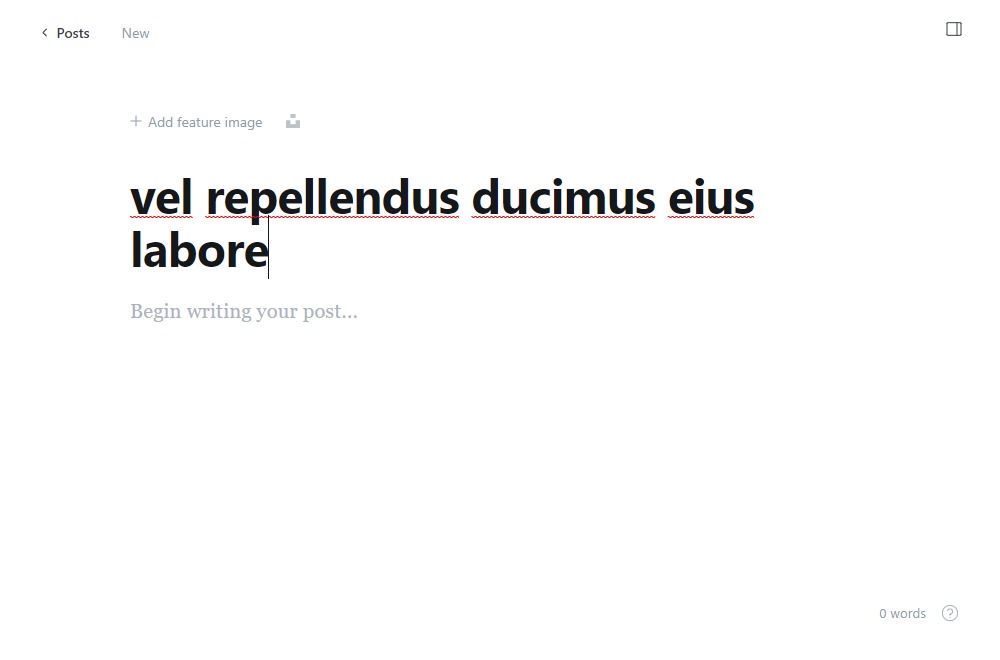 Posts New
Add feature image
vel repellendus ducimus eius
labore
Begin writing your post...
0 words